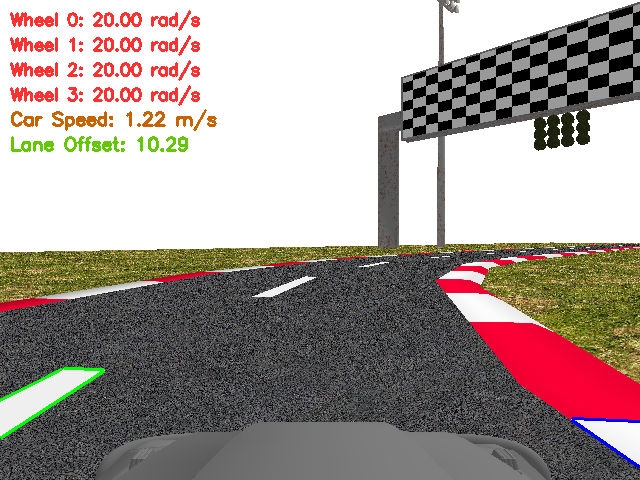 Wheel 0: 20.00 rad/s
Wheel 1: 20.00 rad/s
Wheel 2: 20.00 rad/s
Wheel 3: 20.00 rad/s
Car Speed: 1.22 m/s
Lane Offset: 10.29